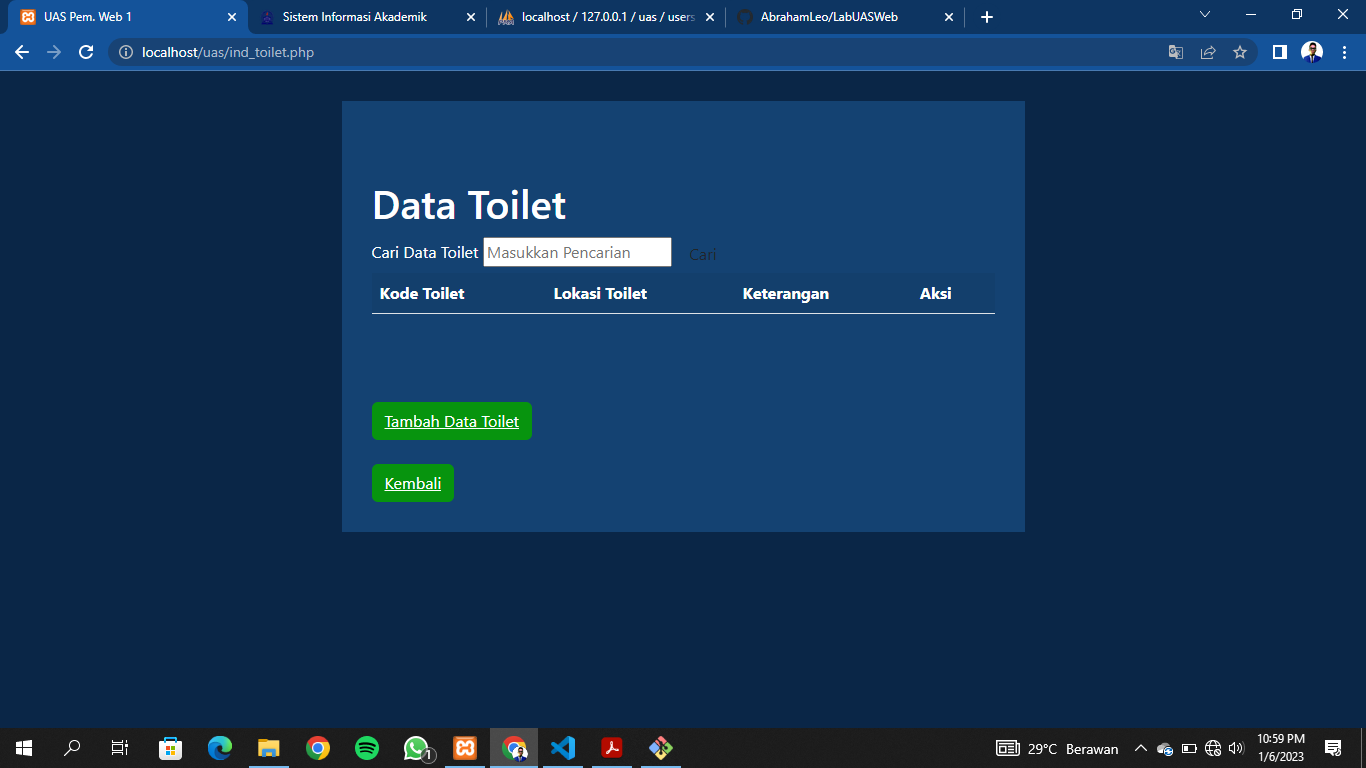 UAS Pem. Web 1
Sistem Informasi Akademik
localhost / 127.0.0.1 / uas / users
AbrahamLeo/LabUASWeb
localhost/uas/ind_toilet.php
Data Toilet
Cari Data Toilet Masukkan Pencarian Cari
Kode Toilet Lokasi Toilet Keterangan Aksi
Tambah Data Toilet
Kembali
1
29°C Berawan
10:59 PM
1/6/2023